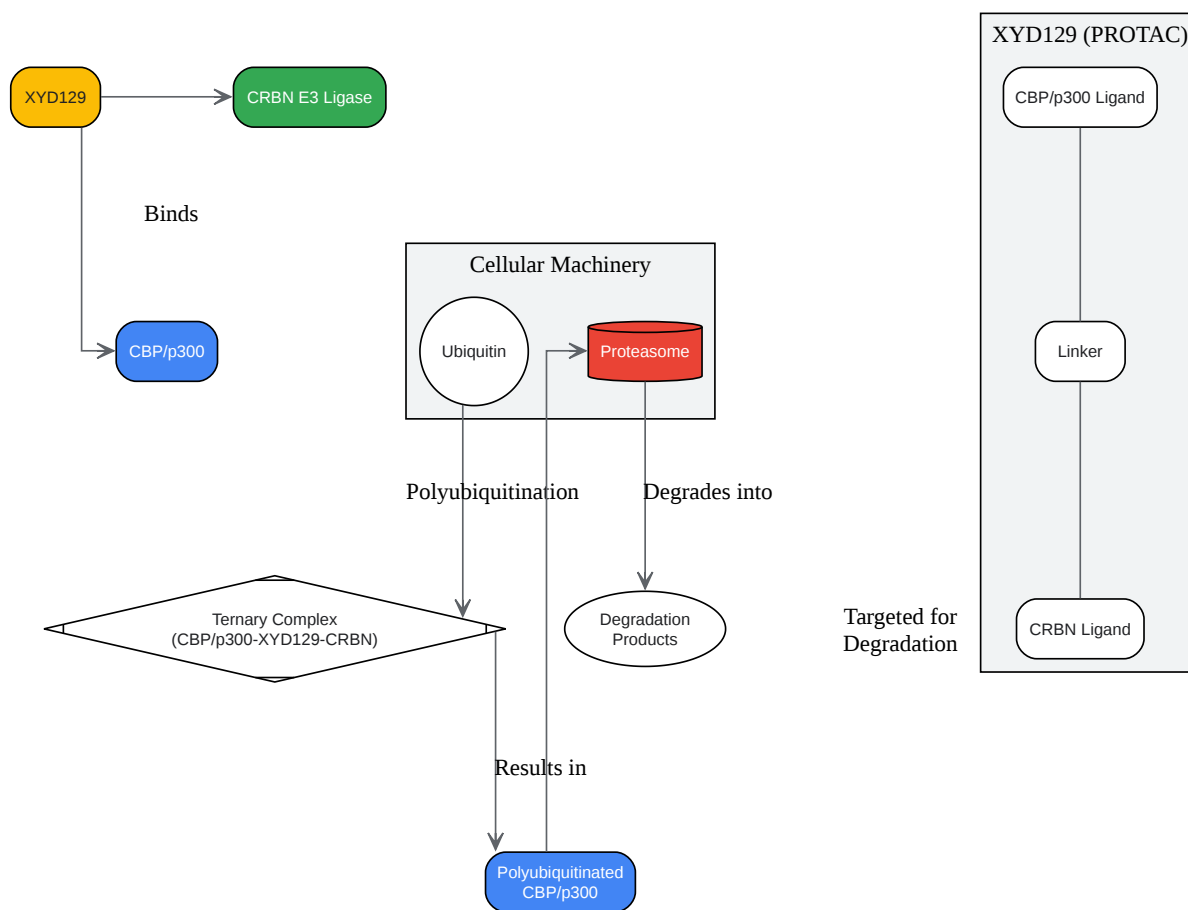 XYD129 (PROTAC)
XYD129
CRBN E3 Ligase
CBP/p300 Ligand
Binds
Cellular Machinery
CBP/p300
Ubiquitin
Proteasome
Linker
Polyubiquitination
Degrades into
Ternary Complex
(CBP/p300-XYD129-CRBN)
Degradation
Products
Targeted for
Degradation
CRBN Ligand
Results in
Polyubiquitinated
CBP/p300